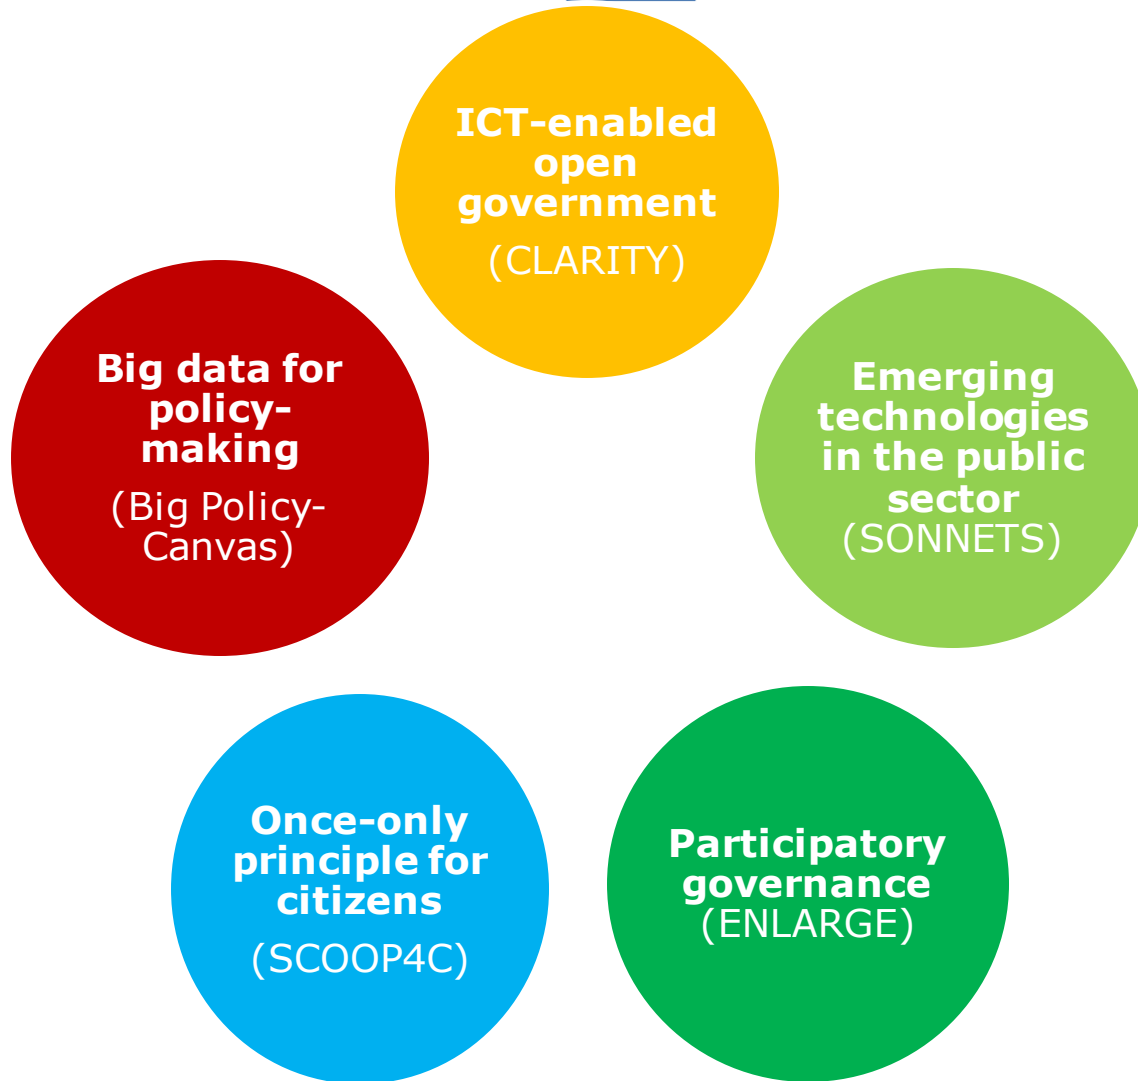 ICT-enabled
open
government
(CLARITY)
Big data for
policy-
making
(Big Policy-
Canvas)
Emerging
technologies
in the public
sector
(SONNETS)
Once-only
principle for
citizens
(SCOOP4C)
Participatory
governance
(ENLARGE)